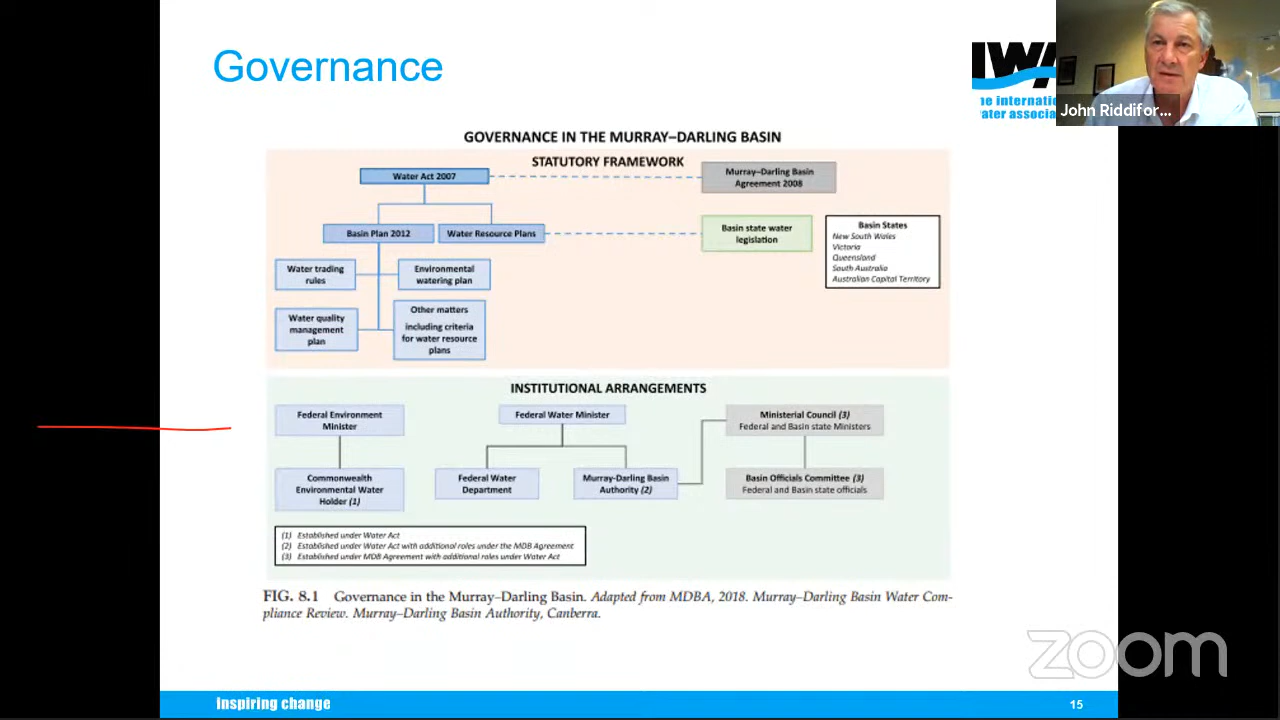 Governance
IWA
he internatio
ater associat
John Riddifor...
GOVERNANCE IN THE MURRAY–DARLING BASIN
STATUTORY FRAMEWORK
Water Act 2007
Murray–Darling Basin
Agreement 2008
Basin Plan 2012
Water Resource Plans
Basin state water
legislation
Basin States
New South Wales
Victoria
Queensland
South Australia
Australian Capital Territory
Water trading
rules
Environmental
watering plan
Water quality
management
plan
Other matters
including criteria
for water resource
plans
INSTITUTIONAL ARRANGEMENTS
Federal Environment
Minister
Federal Water Minister
Ministerial Council (3)
Federal and Basin state Ministers
Commonwealth
Environmental Water
Holder (1)
Federal Water
Department
Murray-Darling Basin
Authority (2)
Basin Officials Committee (3)
Federal and Basin state officials
(1) Established under Water Act
(2) Established under Water Act with additional roles under the MDB Agreement
(3) Established under MDB Agreement with additional roles under Water Act
FIG. 8.1 Governance in the Murray–Darling Basin. Adapted from MDBA, 2018. Murray–Darling Basin Water Com-
pliance Review. Murray–Darling Basin Authority, Canberra.
zoom
inspiring change
15